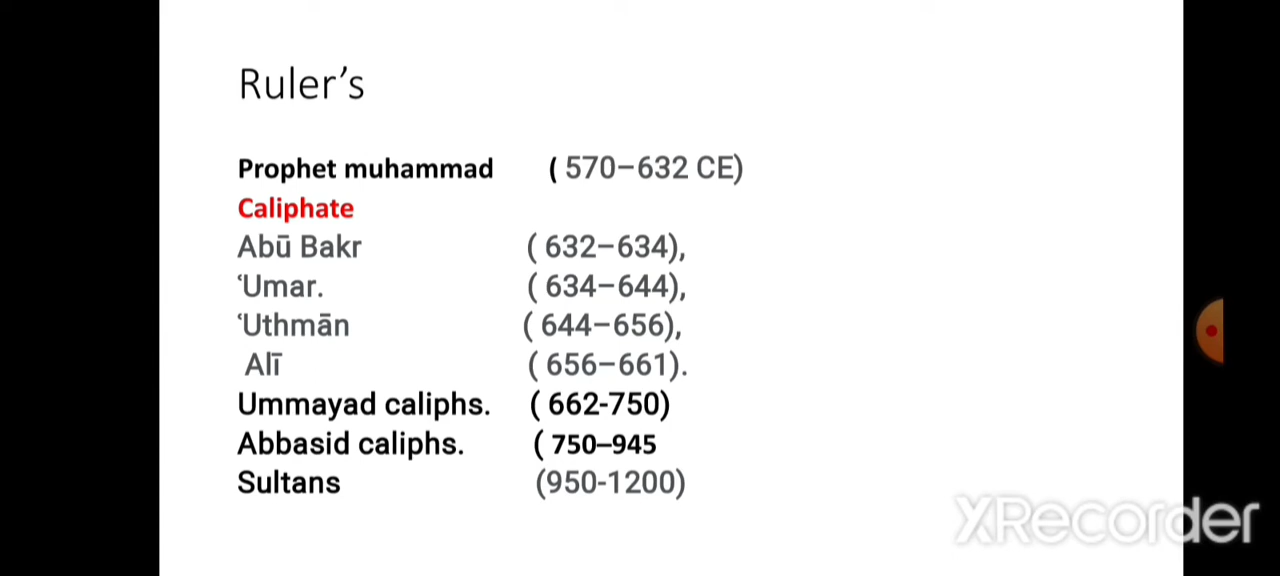 Ruler’s
Prophet muhammad ( 570–632 CE)
Caliphate
Abū Bakr ( 632–634),
ʿUmar. ( 634–644),
ʿUthmān ( 644–656),
Alī ( 656–661).
Ummayad caliphs. ( 662-750)
Abbasid caliphs. ( 750–945
Sultans (950-1200)
XRecorder